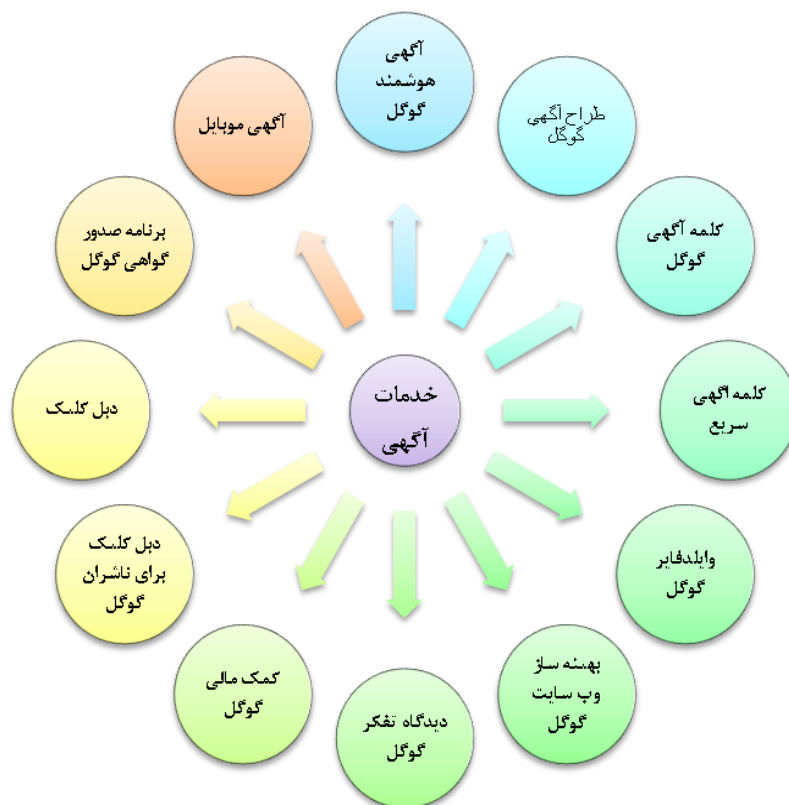 آگهی
هوشمند
گوگل
طراح آگهی
گوگل
کلمه آگهی
گوگل
کلمه اگهی
سریع
وایلدفایر
گوگل
بهینه ساز
وب سایت
گوگل
دیدگاه تفکر
گوگل
کمک مالی
گوگل
دبل کلیک
برای ناشران
گوگل
دبل کلیک
برنامه صدور
گواهی گوگل
آگهی موبایل
خدمات
آگهی